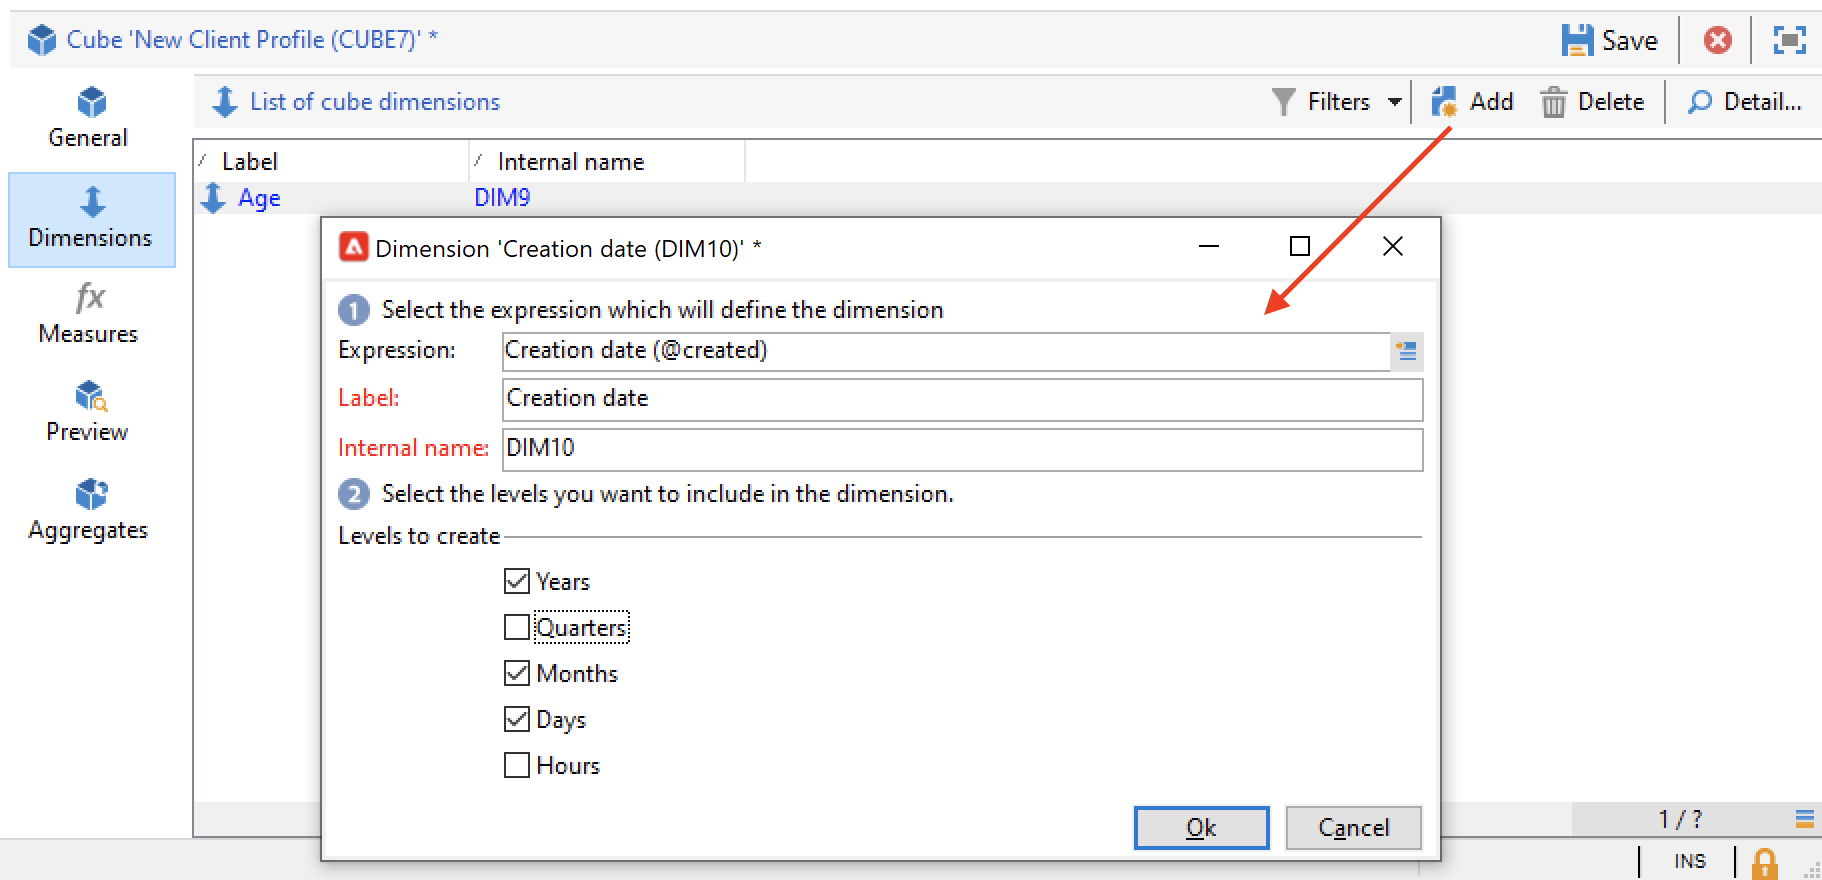 Cube 'New Client Profile (CUBE7)' *
Save
General
Dimensions
fx
Measures
Preview
Aggregates
List of cube dimensions
Filters
Add
Delete
Detail...
Label
Internal name
Age
DIM9
Dimension 'Creation date (DIM10)' *
1 Select the expression which will define the dimension
Expression: Creation date (@created)
Label: Creation date
Internal name: DIM10
2 Select the levels you want to include in the dimension.
Levels to create
Years
Quarters
Months
Days
Hours
Ok
Cancel
1 / ?
INS